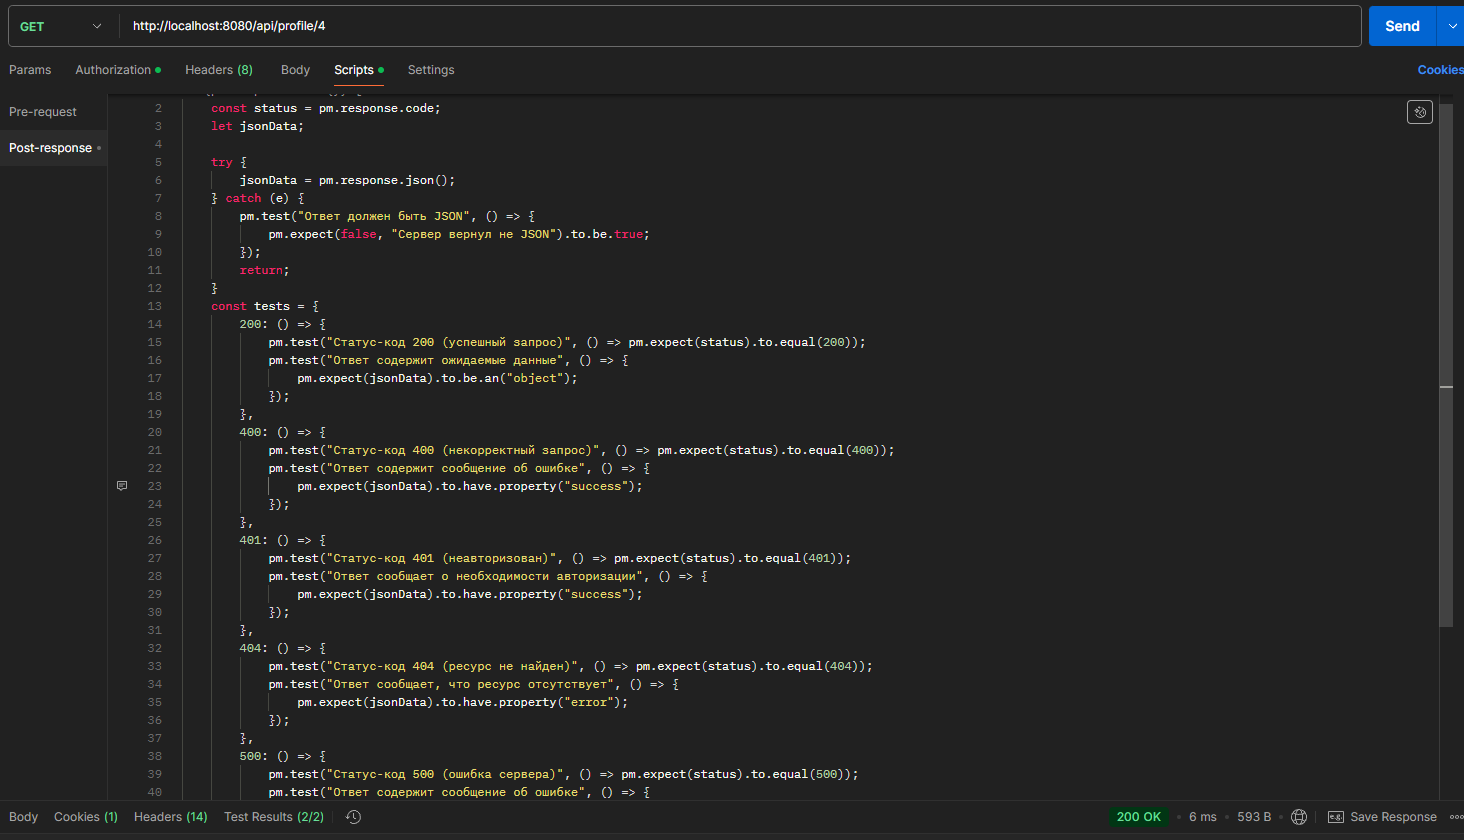 GET
http://localhost:8080/api/profile/4
Send
Params
Authorization
Headers (8)
Body
Scripts
Settings
Cookies
Pre-request
Post-response
2 const status = pm.response.code;
3 let jsonData;
4
5 try {
6 jsonData = pm.response.json();
7 } catch (e) {
8 pm.test("Ответ должен быть JSON", () => {
9 pm.expect(false, "Сервер вернул не JSON").to.be.true;
10 });
11 return;
12 }
13 const tests = {
14 200: () => {
15 pm.test("Статус-код 200 (успешный запрос)", () => pm.expect(status).to.equal(200));
16 pm.test("Ответ содержит ожидаемые данные", () => {
17 pm.expect(jsonData).to.be.an("object");
18 });
19 },
20 400: () => {
21 pm.test("Статус-код 400 (некорректный запрос)", () => pm.expect(status).to.equal(400));
22 pm.test("Ответ содержит сообщение об ошибке", () => {
23 pm.expect(jsonData).to.have.property("success");
24 });
25 },
26 401: () => {
27 pm.test("Статус-код 401 (неавторизован)", () => pm.expect(status).to.equal(401));
28 pm.test("Ответ сообщает о необходимости авторизации", () => {
29 pm.expect(jsonData).to.have.property("success");
30 });
31 },
32 404: () => {
33 pm.test("Статус-код 404 (ресурс не найден)", () => pm.expect(status).to.equal(404));
34 pm.test("Ответ сообщает, что ресурс отсутствует", () => {
35 pm.expect(jsonData).to.have.property("error");
36 });
37 },
38 500: () => {
39 pm.test("Статус-код 500 (ошибка сервера)", () => pm.expect(status).to.equal(500));
40 pm.test("Ответ содержит сообщение об ошибке", () => {
Body
Cookies (1)
Headers (14)
Test Results (2/2)
200 OK
6 ms
593 B
Save Response